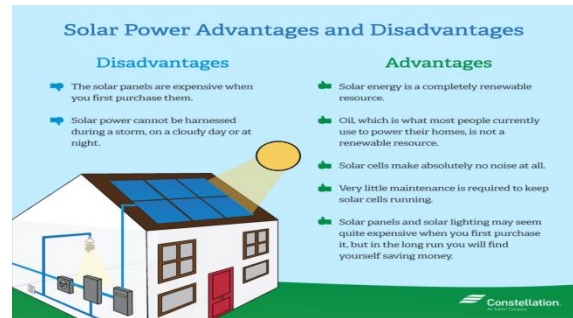 Solar Power Advantages and Disadvantages
Disadvantages
The solar panels are expensive when
you first purchase them.
Solar power cannot be harnessed
during a storm, on a cloudy day or at
night.
Advantages
Solar energy is a completely renewable
resource.
Oil, which is what most people currently
use to power their homes, is not a
renewable resource.
Solar cells make absolutely no noise at all.
Very little maintenance is required to keep
solar cells running.
Solar panels and solar lighting may seem
quite expensive when you first purchase
it, but in the long run you will find
yourself saving money.
Constellation.
An Exelon Company